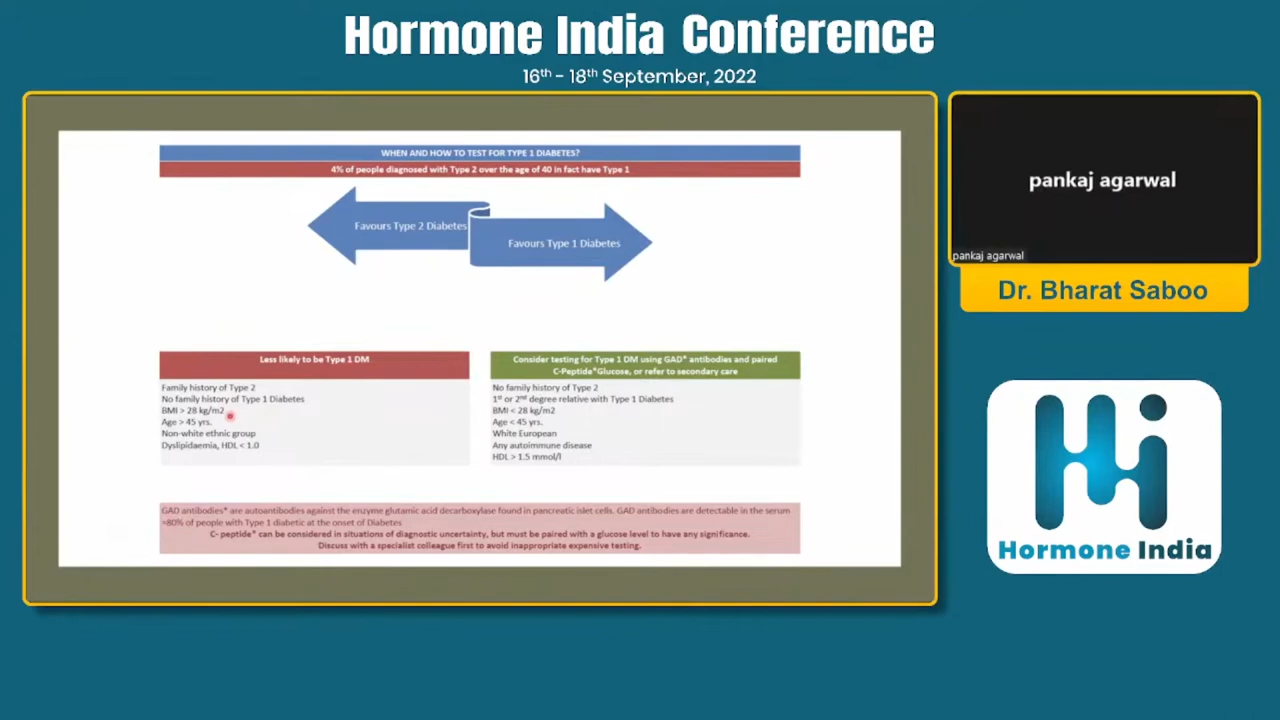 Hormone India Conference
16th - 18th September, 2022
WHEN AND HOW TO TEST FOR TYPE 1 DIABETES?
4% of people diagnosed with Type 2 over the age of 40 in fact have Type 1
Favours Type 2 Diabetes
Favours Type 1 Diabetes
Less likely to be Type 1 DM
Family history of Type 2
No family history of Type 1 Diabetes
BMI > 28 kg/m2
Age > 45 yrs.
Non-white ethnic group
Dyslipidaemia, HDL < 1.0
Consider testing for Type 1 DM using GAD* antibodies and paired
C-Peptide*Glucose, or refer to secondary care
No family history of Type 2
1st or 2nd degree relative with Type 1 Diabetes
BMI < 28 kg/m2
Age < 45 yrs.
White European
Any autoimmune disease
HDL > 1.5 mmol/l
GAD antibodies* are autoantibodies against the enzyme glutamic acid decarboxylase found in pancreatic islet cells. GAD antibodies are detectable in the serum
80% of people with Type 1 diabetic at the onset of Diabetes
C- peptide* can be considered in situations of diagnostic uncertainty, but must be paired with a glucose level to have any significance.
Discuss with a specialist colleague first to avoid inappropriate expensive testing.
pankaj agarwal
pankaj agarwal
Dr. Bharat Saboo
Hi
Hormone India